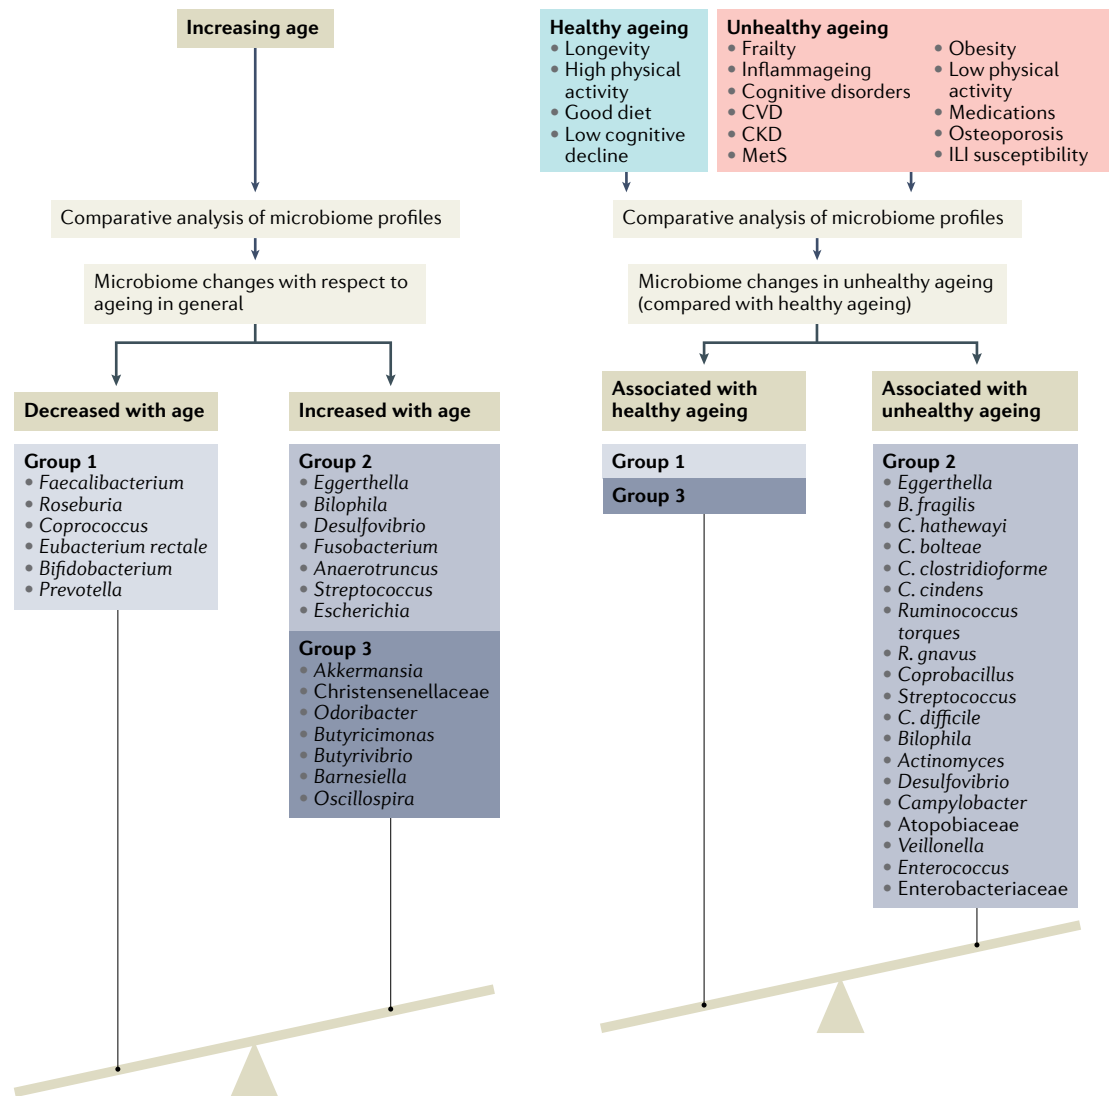 Increasing age
Comparative analysis of microbiome profiles
Microbiome changes with respect to
ageing in general
Decreased with age
Group 1
• Faecalibacterium
• Roseburia
• Coprococcus
• Eubacterium rectale
• Bifidobacterium
• Prevotella
Increased with age
Group 2
• Eggerthella
• Bilophila
• Desulfovibrio
• Fusobacterium
• Anaerotruncus
• Streptococcus
• Escherichia
Group 3
• Akkermansia
• Christensenellaceae
• Odoribacter
• Butyricimonas
• Butyrivibrio
• Barnesiella
• Oscillospira
Healthy ageing
• Longevity
• High physical
activity
• Good diet
• Low cognitive
decline
Unhealthy ageing
• Frailty
• Inflammageing
• Cognitive disorders
• CVD
• CKD
• MetS
• Obesity
• Low physical
activity
• Medications
• Osteoporosis
• ILI susceptibility
Comparative analysis of microbiome profiles
Microbiome changes in unhealthy ageing
(compared with healthy ageing)
Associated with
healthy ageing
Group 1
Group 3
Associated with
unhealthy ageing
Group 2
• Eggerthella
• B. fragilis
• C. hathewayi
• C. bolteae
• C. clostridioforme
• C. cindens
• Ruminococcus
torques
• R. gnavus
• Coprobacillus
• Streptococcus
• C. difficile
• Bilophila
• Actinomyces
• Desulfovibrio
• Campylobacter
• Atopobiaceae
• Veillonella
• Enterococcus
• Enterobacteriaceae